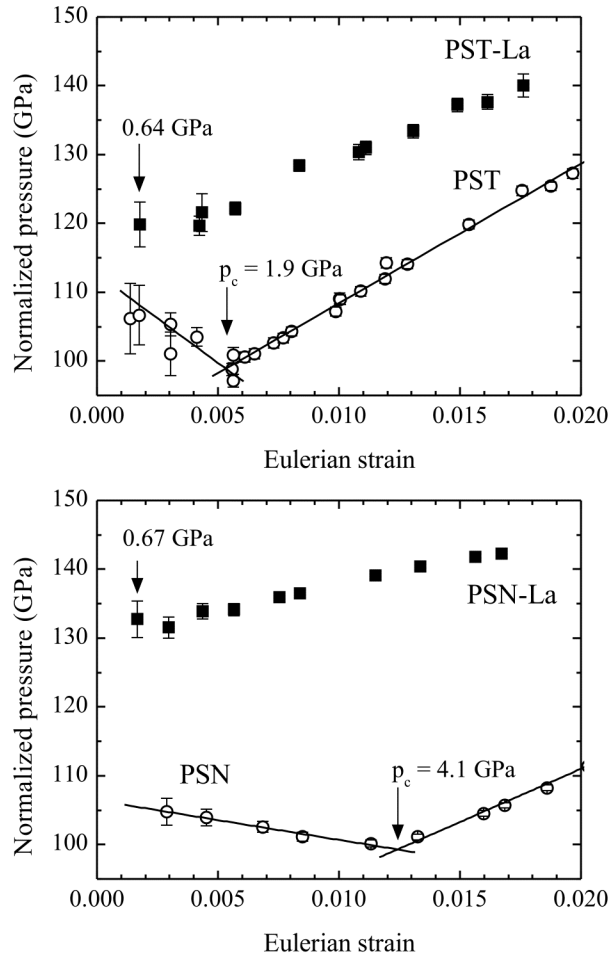 PST-La
150
140
130
120
110
100
Normalized pressure (GPa)
0.64 GPa
PST
p_c = 1.9 GPa
0.000 0.005 0.010 0.015 0.020
Eulerian strain
150
140
130
120
110
100
Normalized pressure (GPa)
0.67 GPa
PSN-La
PSN
p_c = 4.1 GPa
0.000 0.005 0.010 0.015 0.020
Eulerian strain